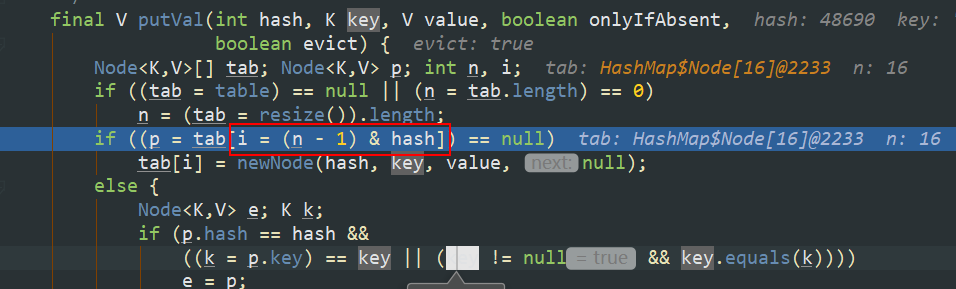 final V putVal(int hash, K key, V value, boolean onlyIfAbsent, hash: 48690 key:
boolean evict) { evict: true
Node<K,V>[] tab; Node<K,V> p; int n, i; tab: HashMap$Node[16]@2233 n: 16
if ((tab = table) == null || (n = tab.length) == 0)
n = (tab = resize()).length;
if ((p = tab[i = (n - 1) & hash]) == null) tab: HashMap$Node[16]@2233 n: 16
tab[i] = newNode(hash, key, value, next: null);
else {
Node<K,V> e; K k;
if (p.hash == hash &&
((k = p.key) == key || ( != null = true && key.equals(k))))
e = p;